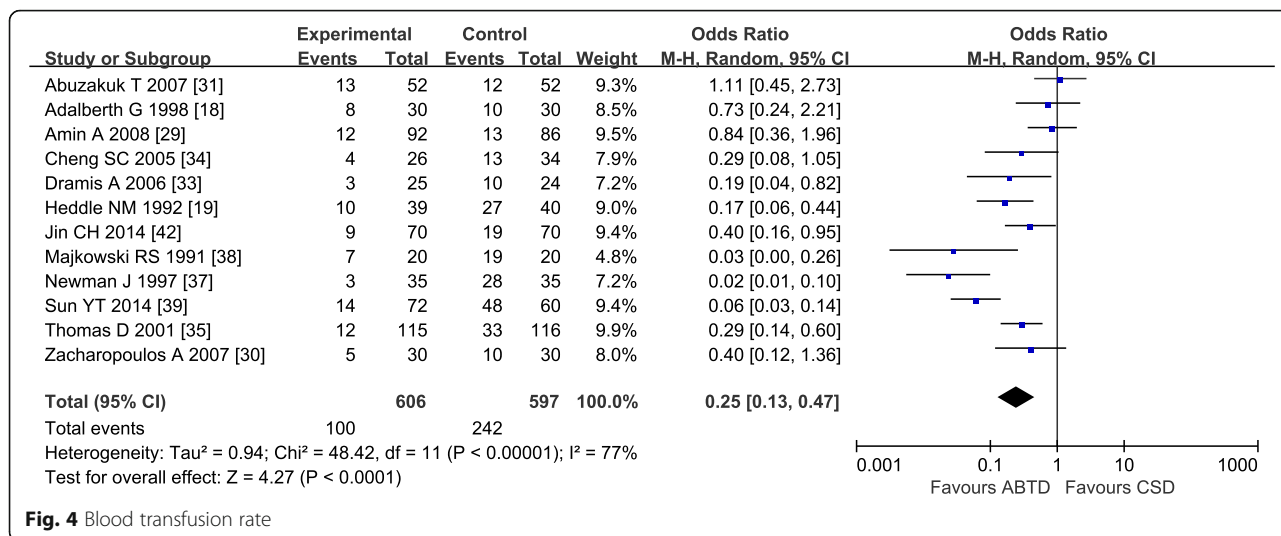 Experimental Control Odds Ratio Odds Ratio
Study or Subgroup Events Total Events Total Weight M-H, Random, 95% CI M-H, Random, 95% CI
Abuzakuk T 2007 [31] 13 52 12 52 9.3% 1.11 [0.45, 2.73]
Adalberth G 1998 [18] 8 30 10 30 8.5% 0.73 [0.24, 2.21]
Amin A 2008 [29] 12 92 13 86 9.5% 0.84 [0.36, 1.96]
Cheng SC 2005 [34] 4 26 13 34 7.9% 0.29 [0.08, 1.05]
Dramis A 2006 [33] 3 25 10 24 7.2% 0.19 [0.04, 0.82]
Heddle NM 1992 [19] 10 39 27 40 9.0% 0.17 [0.06, 0.44]
Jin CH 2014 [42] 9 70 19 70 9.4% 0.40 [0.16, 0.95]
Majkowski RS 1991 [38] 7 20 19 20 4.8% 0.03 [0.00, 0.26]
Newman J 1997 [37] 3 35 28 35 7.2% 0.02 [0.01, 0.10]
Sun YT 2014 [39] 14 72 48 60 9.4% 0.06 [0.03, 0.14]
Thomas D 2001 [35] 12 115 33 116 9.9% 0.29 [0.14, 0.60]
Zacharopoulos A 2007 [30] 5 30 10 30 8.0% 0.40 [0.12, 1.36]
Total (95% CI) 606 597 100.0% 0.25 [0.13, 0.47]
Total events 100 242
Heterogeneity: Tau² = 0.94; Chi² = 48.42, df = 11 (P < 0.00001); I² = 77%
Test for overall effect: Z = 4.27 (P < 0.0001)
0.001 0.1 1 10 1000
Favours ABTD Favours CSD
Fig. 4 Blood transfusion rate